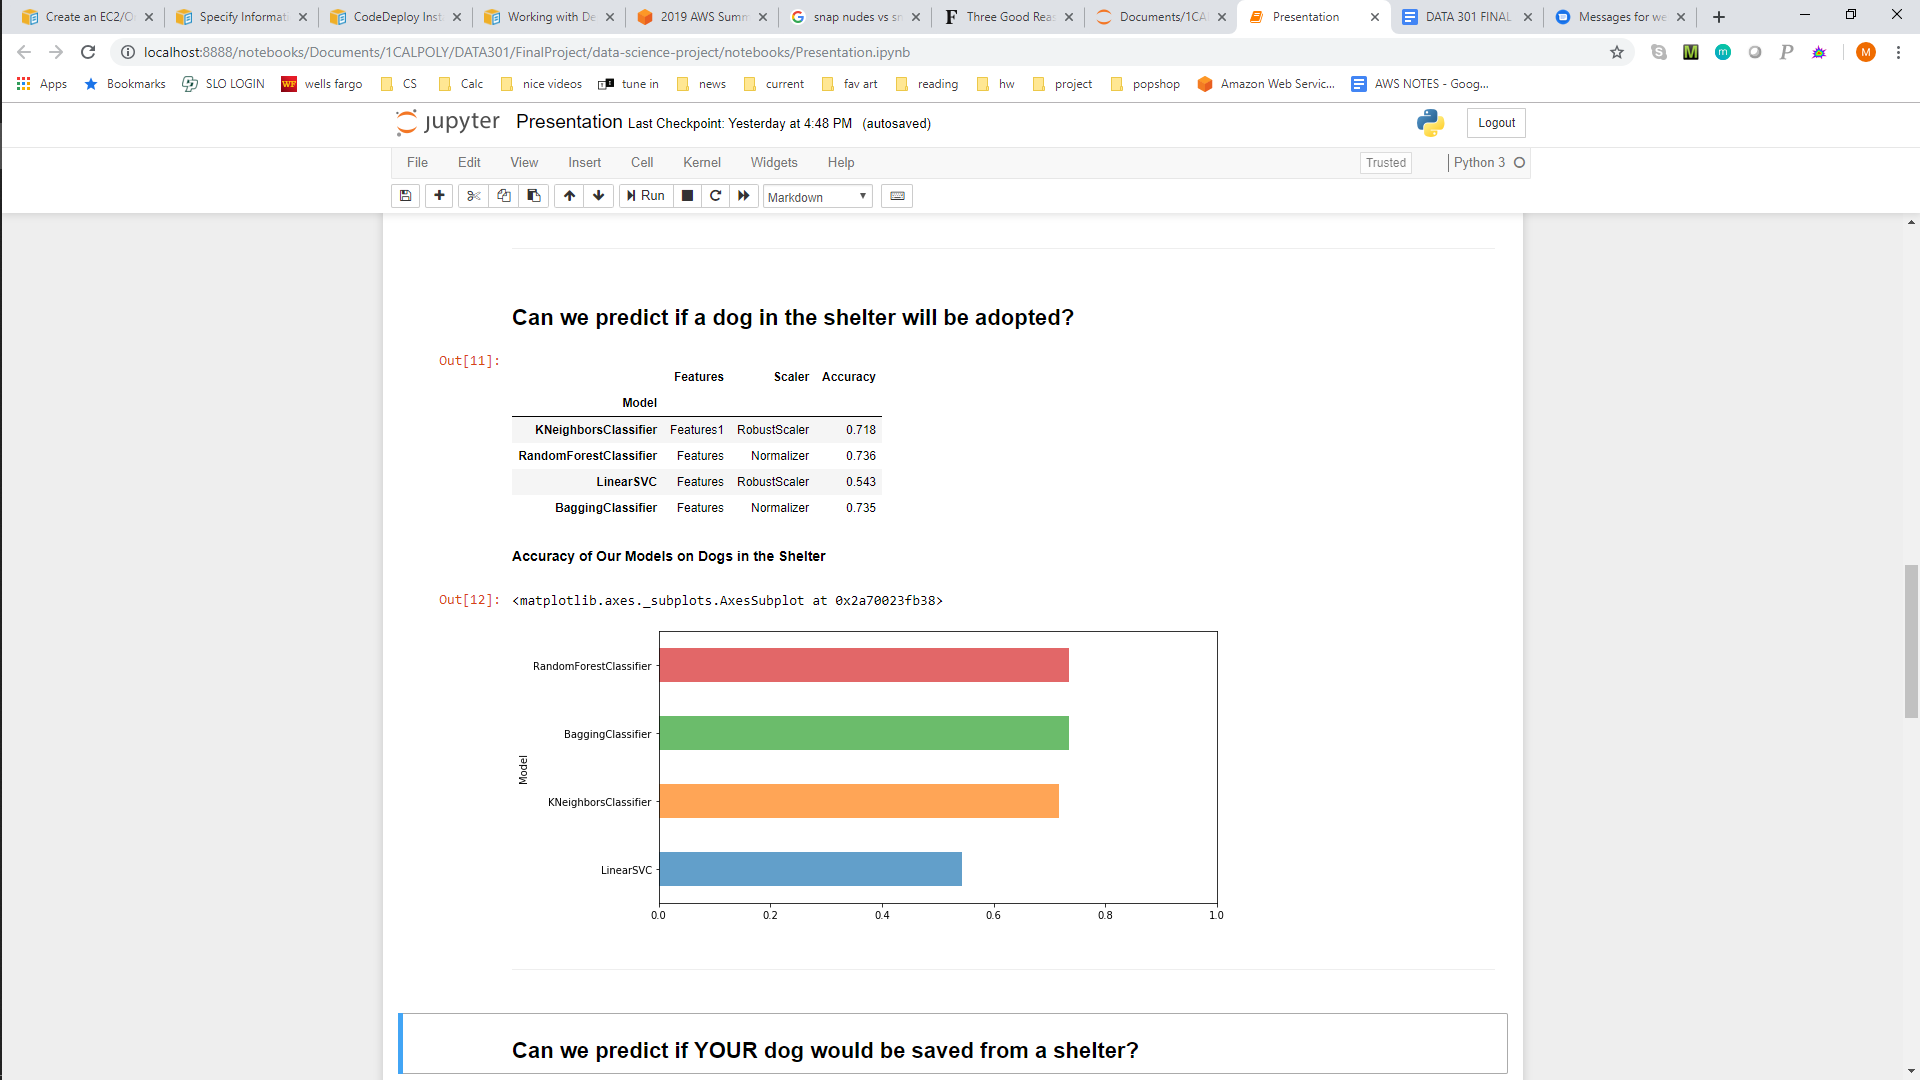 Create an EC2/O
Specify Informati
CodeDeploy Inst
Working with De
2019 AWS Summ
snap nudes vs sn
Three Good Reas
Documents/1CAL
Presentation
DATA 301 FINAL
Messages for we
localhost:8888/notebooks/Documents/1CALPOLY/DATA301/FinalProject/data-science-project/notebooks/Presentation.ipynb
Apps Bookmarks SLO LOGIN wells fargo CS Calc nice videos tune in news current fav art reading hw project popshop Amazon Web Servic... AWS NOTES - Goog...
jupyter Presentation Last Checkpoint: Yesterday at 4:48 PM (autosaved) Logout
File Edit View Insert Cell Kernel Widgets Help Trusted Python 3
Run Markdown
Can we predict if a dog in the shelter will be adopted?
Out[11]:
Features Scaler Accuracy
Model
KNeighborsClassifier Features1 RobustScaler 0.718
RandomForestClassifier Features Normalizer 0.736
LinearSVC Features RobustScaler 0.543
BaggingClassifier Features Normalizer 0.735
Accuracy of Our Models on Dogs in the Shelter
Out[12]: <matplotlib.axes._subplots.AxesSubplot at 0x2a70023fb38>
RandomForestClassifier
BaggingClassifier
Model
KNeighborsClassifier
LinearSVC
0.0 0.2 0.4 0.6 0.8 1.0
Can we predict if YOUR dog would be saved from a shelter?